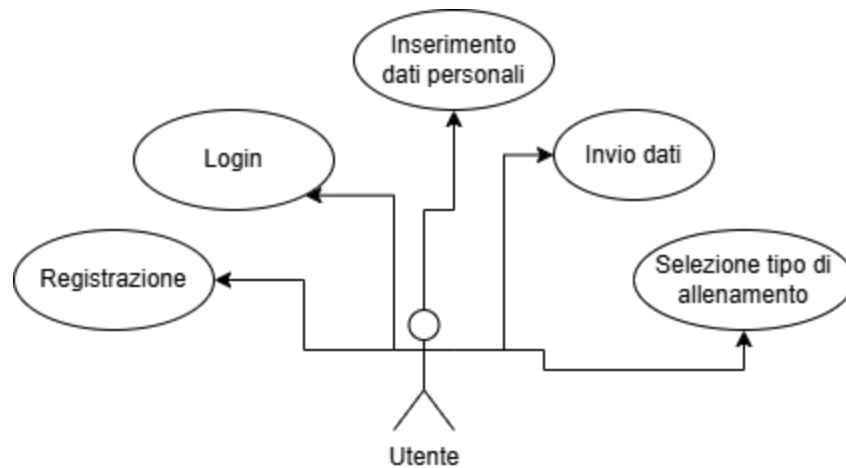 Inserimento
dati personali
Login
Invio dati
Registrazione
Selezione tipo di
allenamento
Utente